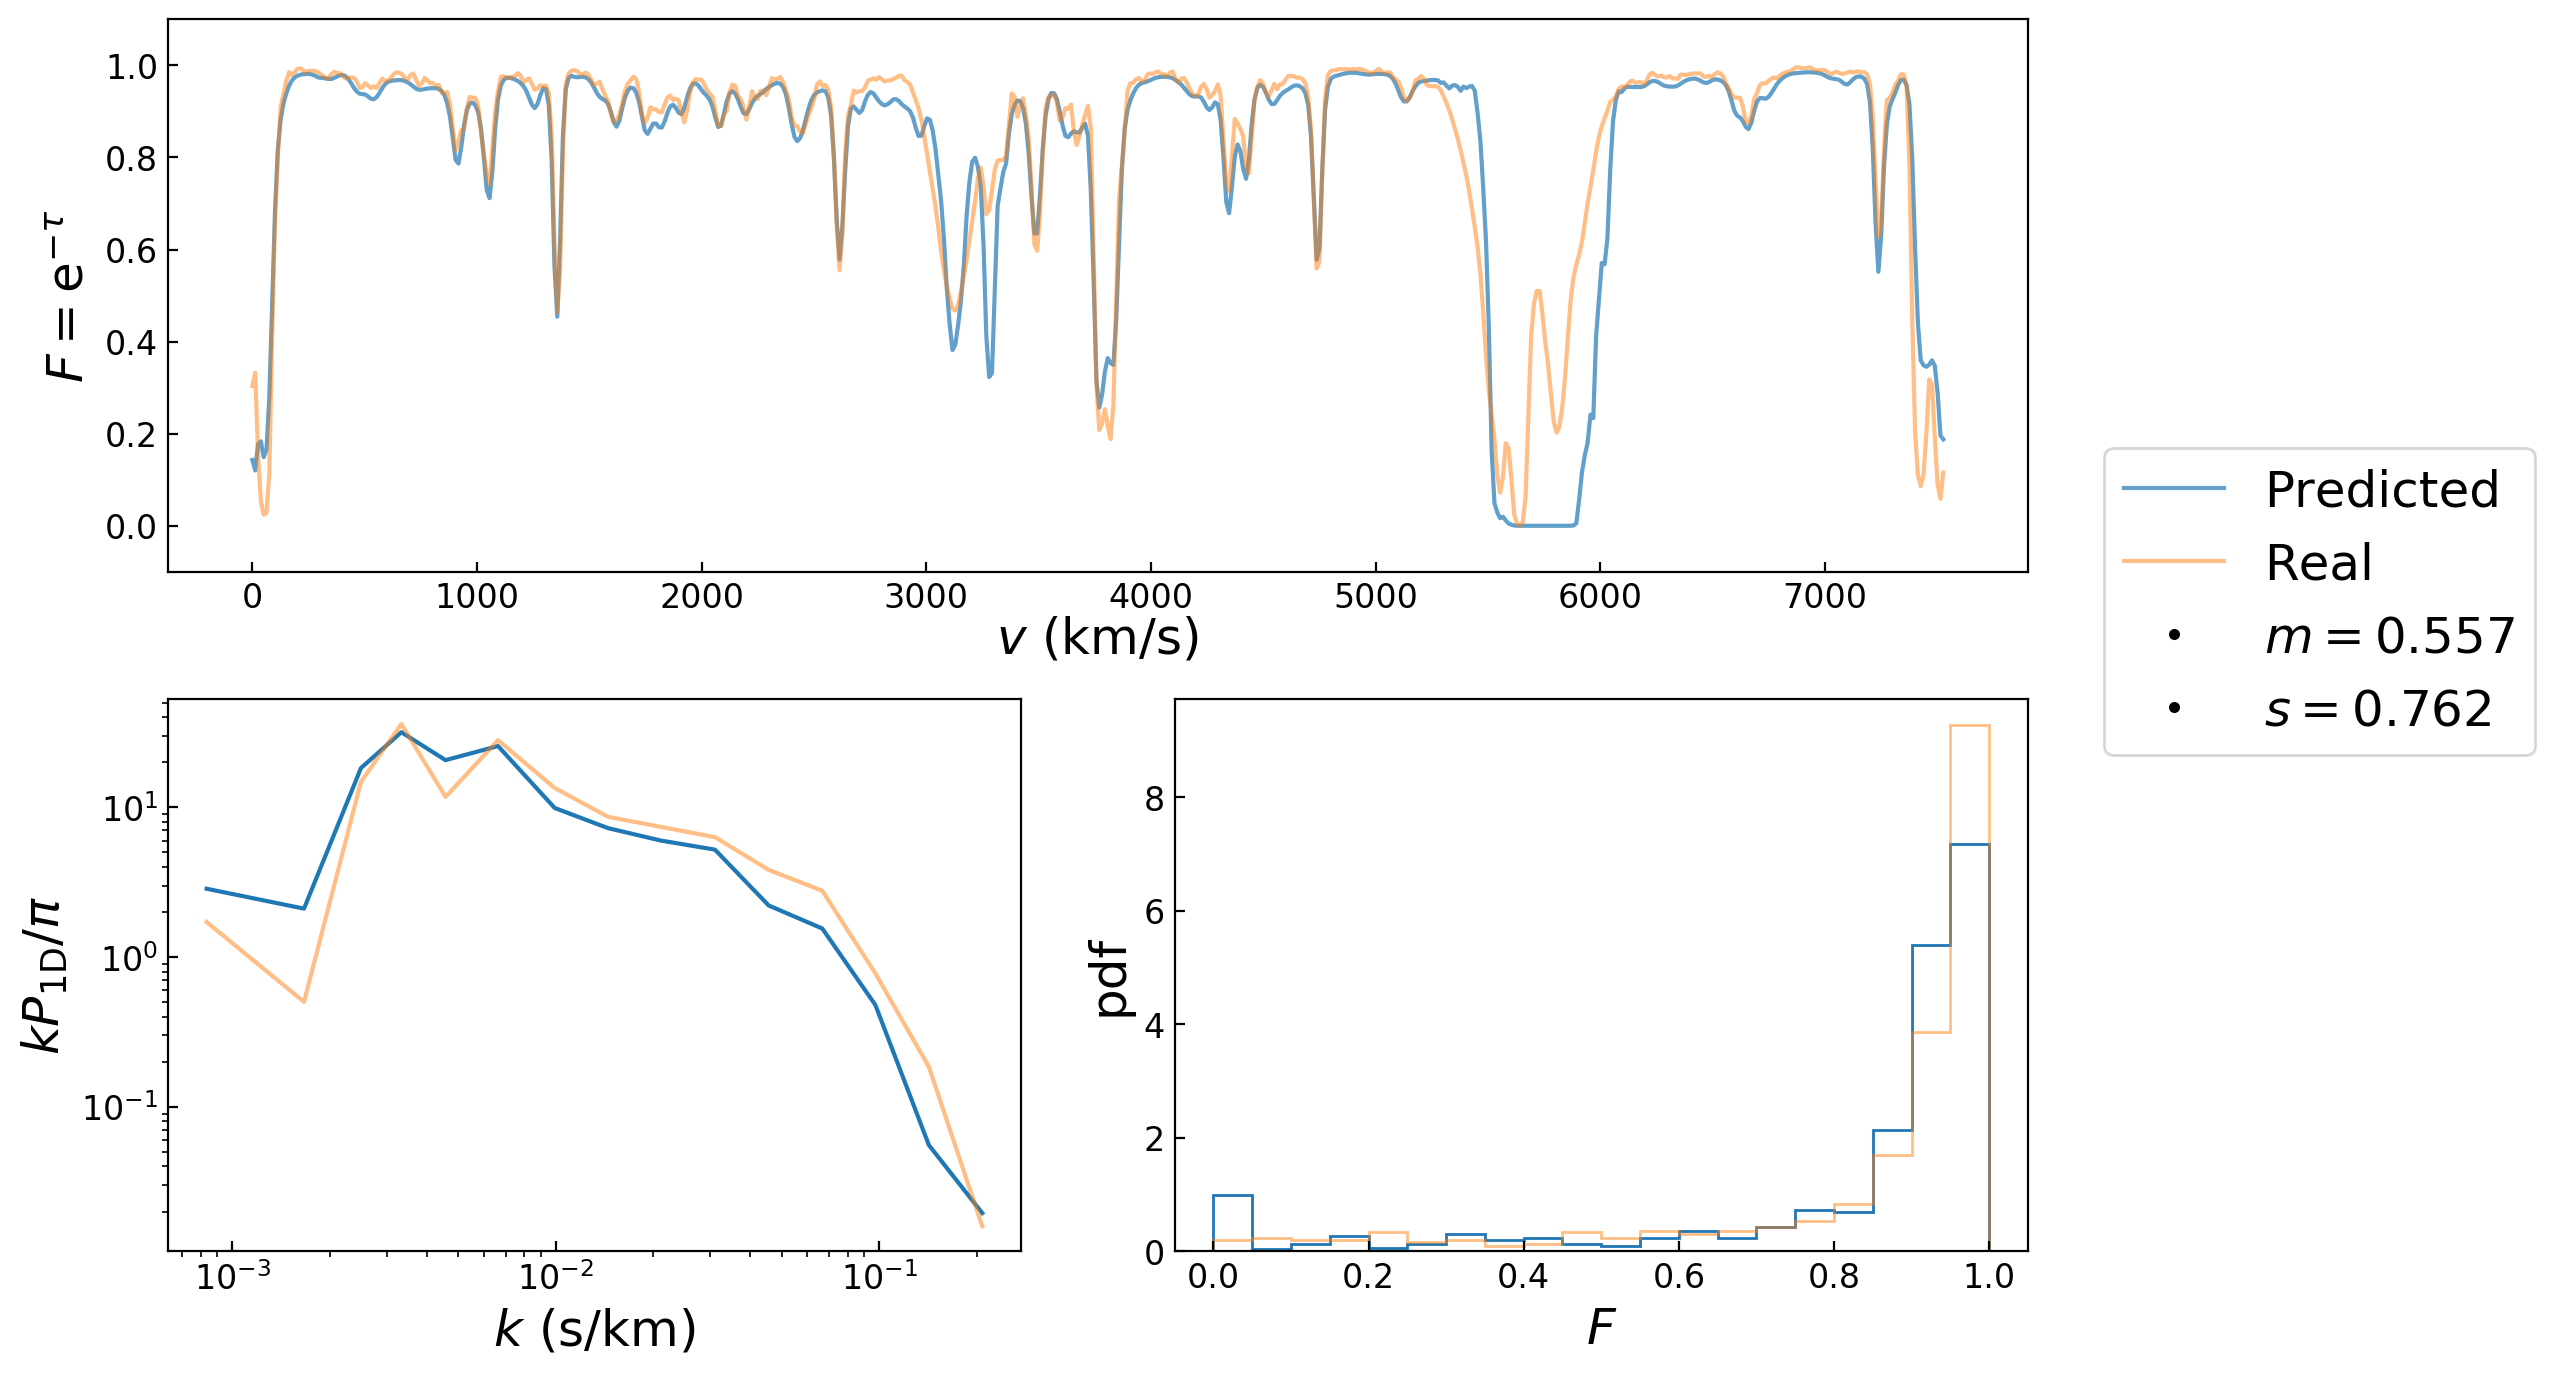 1.0
0.8
0.6
0.4
0.2
0.0
F = e^{-τ}
0 1000 2000 3000 4000 5000 6000 7000
v (km/s)
Predicted
Real
m = 0.557
s = 0.762
10^1
10^0
10^{-1}
kP_{1D}/π
10^{-3} 10^{-2} 10^{-1}
k (s/km)
8
6
4
2
0
pdf
0.0 0.2 0.4 0.6 0.8 1.0
F